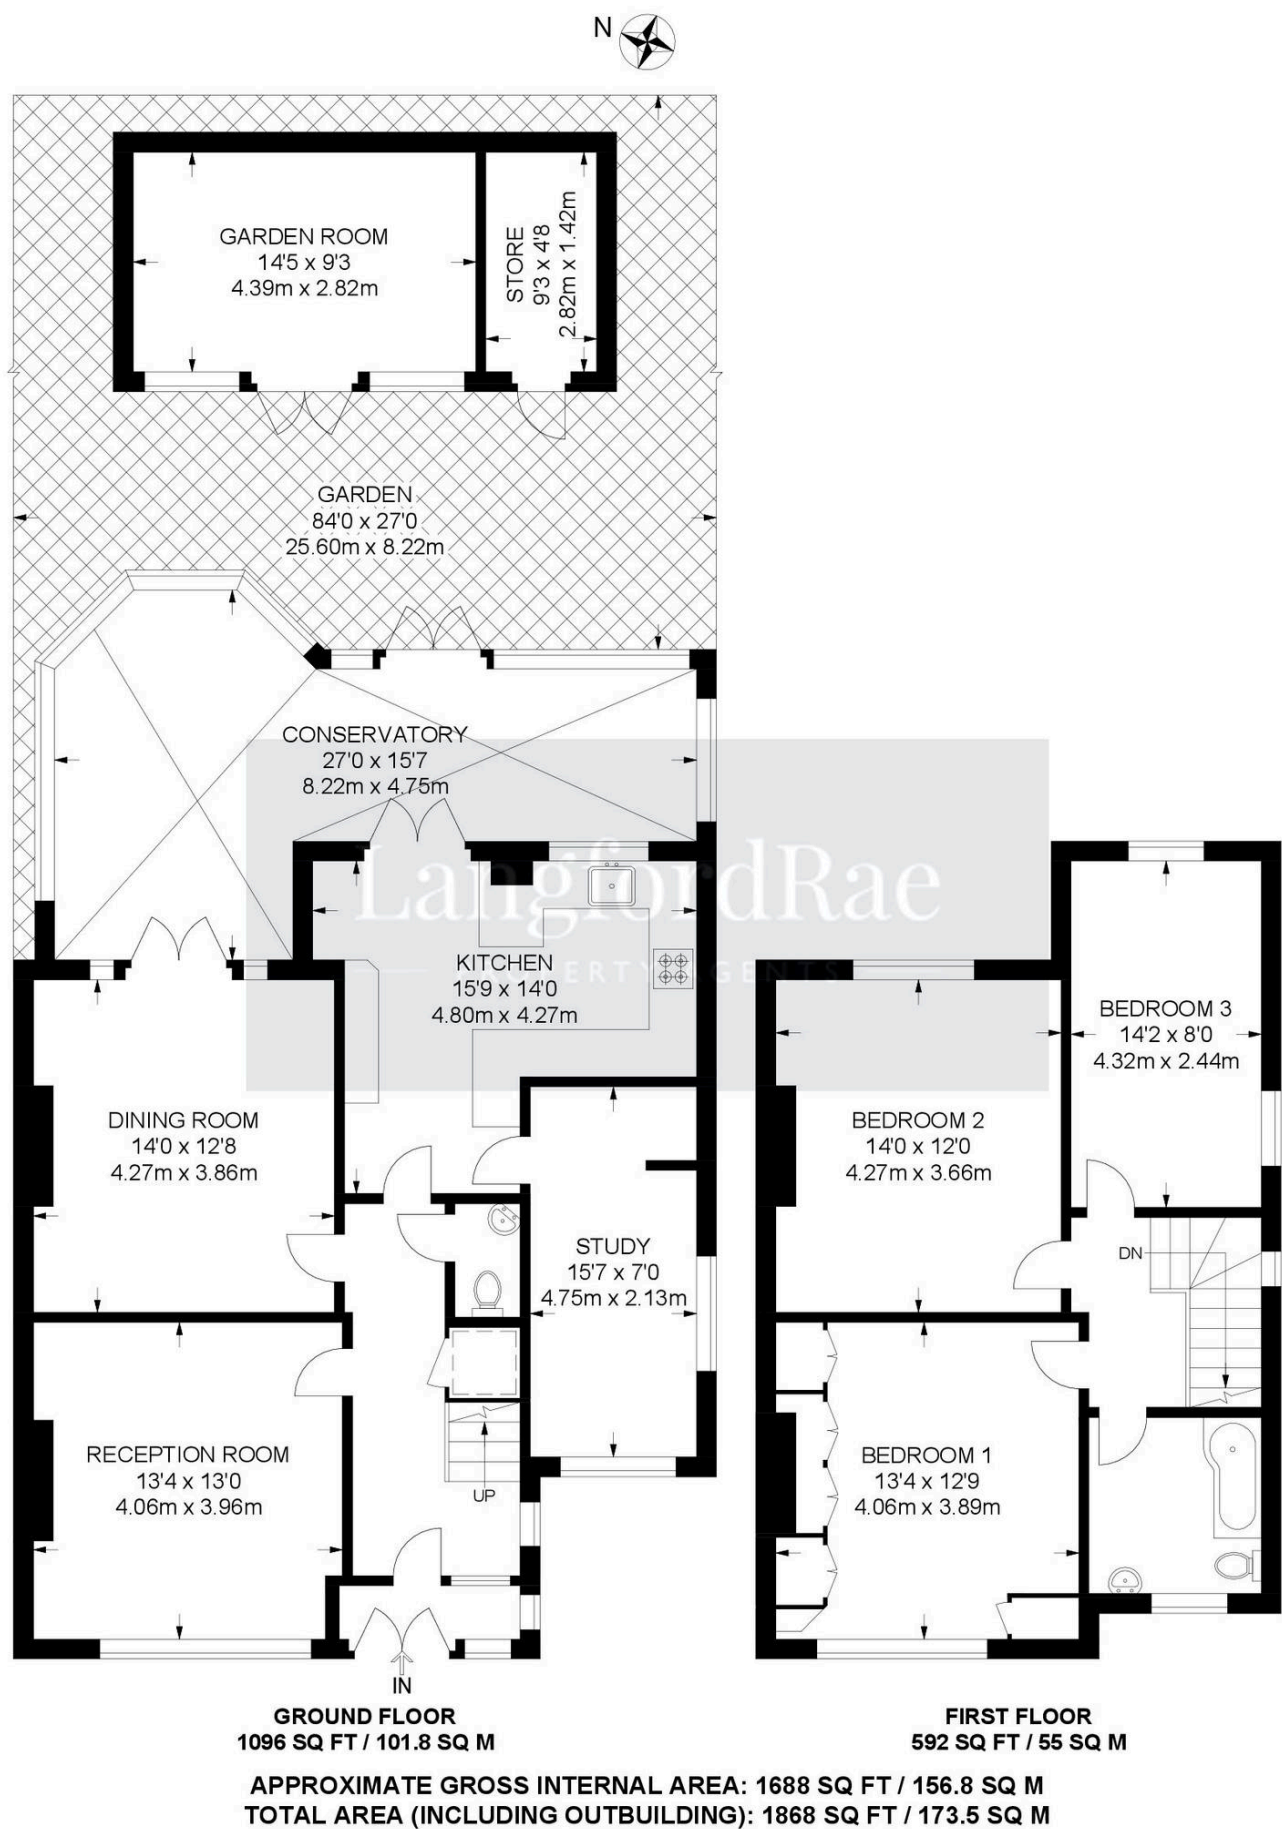 N
GARDEN ROOM
14'5 x 9'3
4.39m x 2.82m
STORE
9'3 x 4'8
2.82m x 1.42m
GARDEN
84'0 x 27'0
25.60m x 8.22m
CONSERVATORY
27'0 x 15'7
8.22m x 4.75m
LangfordRae
PROPERTY AGENTS
KITCHEN
15'9 x 14'0
4.80m x 4.27m
BEDROOM 3
14'2 x 8'0
4.32m x 2.44m
DINING ROOM
14'0 x 12'8
4.27m x 3.86m
BEDROOM 2
14'0 x 12'0
4.27m x 3.66m
STUDY
15'7 x 7'0
4.75m x 2.13m
DN
RECEPTION ROOM
13'4 x 13'0
4.06m x 3.96m
UP
BEDROOM 1
13'4 x 12'9
4.06m x 3.89m
IN
GROUND FLOOR
1096 SQ FT / 101.8 SQ M
FIRST FLOOR
592 SQ FT / 55 SQ M
APPROXIMATE GROSS INTERNAL AREA: 1688 SQ FT / 156.8 SQ M
TOTAL AREA (INCLUDING OUTBUILDING): 1868 SQ FT / 173.5 SQ M